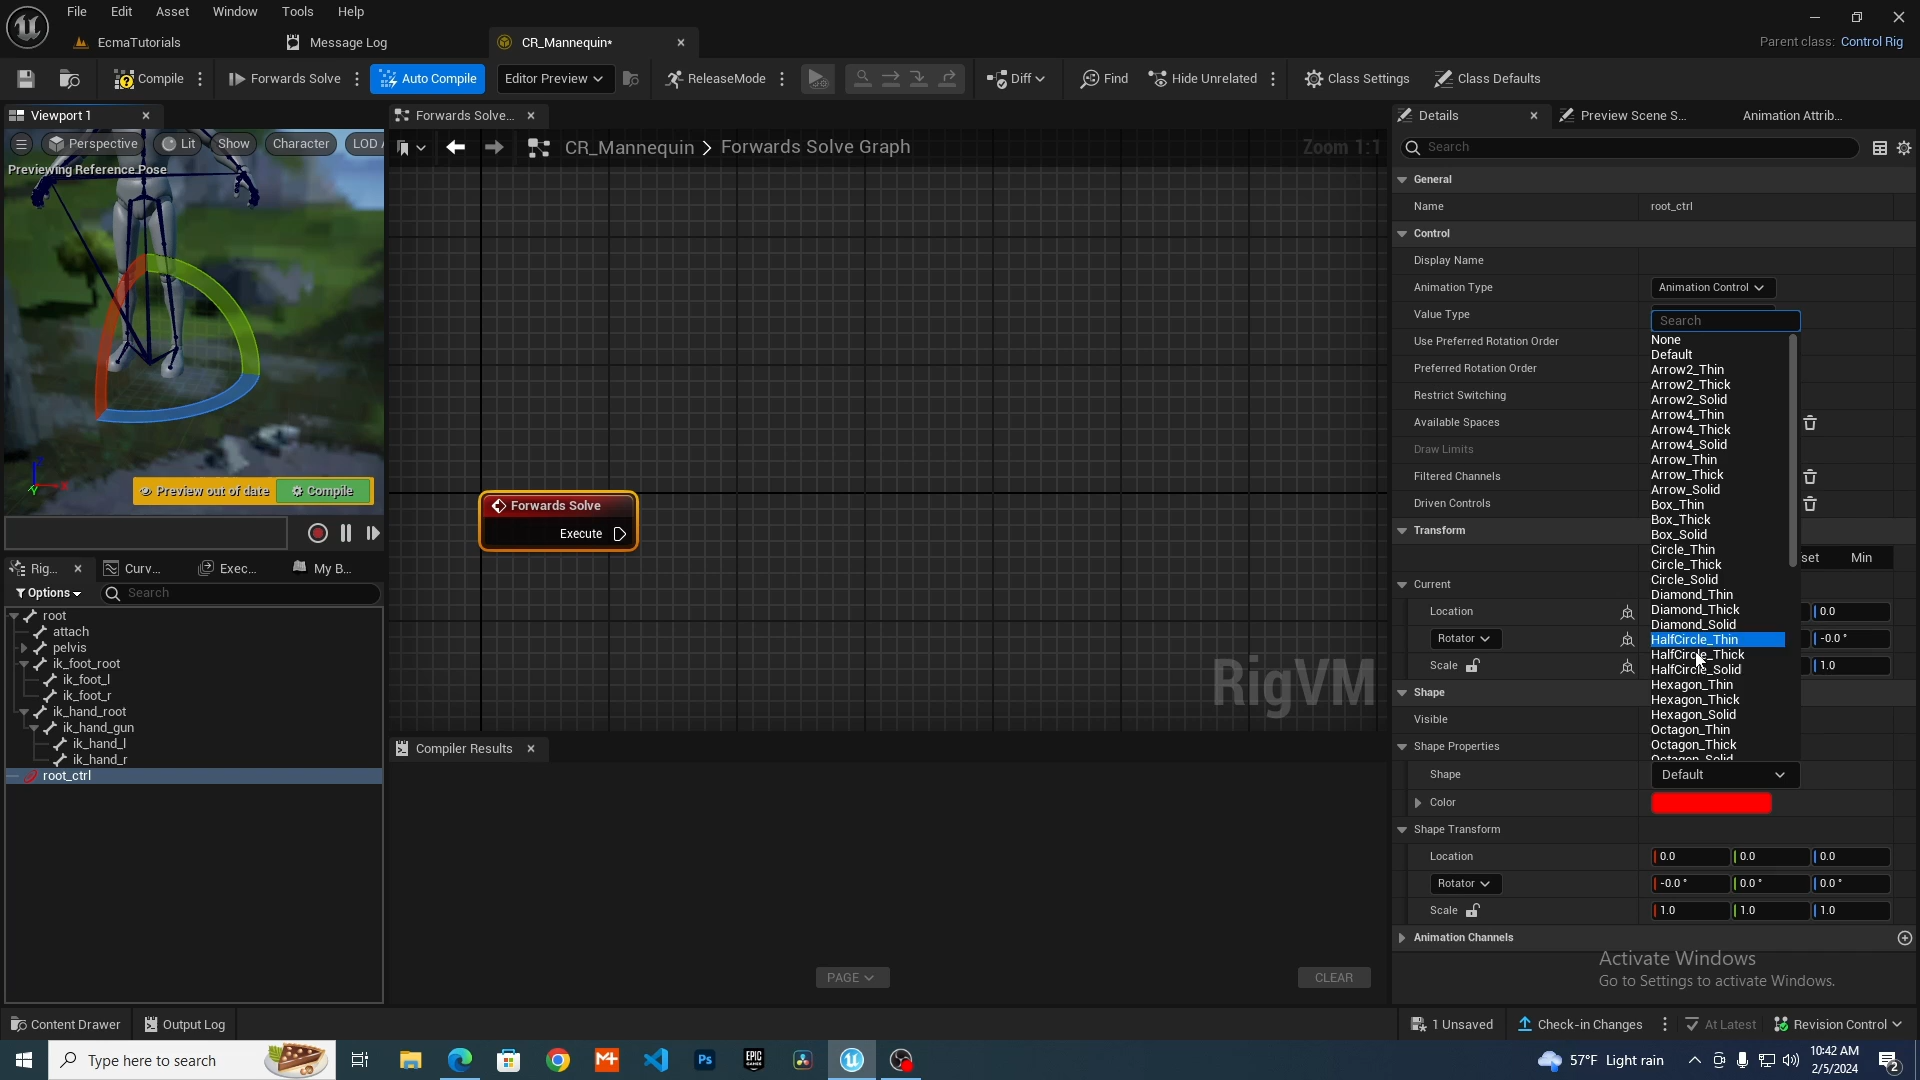 File Edit Asset Window Tools Help
EcmaTutorials Message Log CR_Mannequin*
Parent class: Control Rig
Compile Forwards Solve Auto Compile Editor Preview ReleaseMode Diff Find Hide Unrelated Class Settings Class Defaults
Viewport 1
Forwards Solve...
Details Preview Scene S... Animation Attrib...
Perspective Lit Show Character LOD
Previewing Reference Pose
CR_Mannequin > Forwards Solve Graph
Zoom 1:1
Search
General
Name root_ctrl
Control
Display Name
Animation Type Animation Control
Value Type
Use Preferred Rotation Order
Preferred Rotation Order
Restrict Switching
Available Spaces
Draw Limits
Filtered Channels
Driven Controls
Transform
set Min
Current
Location 0.0
Rotator -0.0 °
Scale 1.0
Shape
Visible
Shape Properties
Shape Default
Color
Shape Transform
Location 0.0 0.0 0.0
Rotator -0.0 ° 0.0 ° 0.0 °
Scale 1.0 1.0 1.0
Animation Channels
Search
None
Default
Arrow2_Thin
Arrow2_Thick
Arrow2_Solid
Arrow4_Thin
Arrow4_Thick
Arrow4_Solid
Arrow_Thin
Arrow_Thick
Arrow_Solid
Box_Thin
Box_Thick
Box_Solid
Circle_Thin
Circle_Thick
Circle_Solid
Diamond_Thin
Diamond_Thick
Diamond_Solid
HalfCircle_Thin
HalfCircle_Thick
HalfCircle_Solid
Hexagon_Thin
Hexagon_Thick
Hexagon_Solid
Octagon_Thin
Octagon_Thick
Octagon_Solid
Forwards Solve
Execute
RigVM
X
Y
Preview out of date Compile
Rig... Curv... Exec... My B...
Options Search
root
attach
pelvis
ik_foot_root
ik_foot_l
ik_foot_r
ik_hand_root
ik_hand_gun
ik_hand_l
ik_hand_r
root_ctrl
Compiler Results
PAGE CLEAR
Activate Windows
Go to Settings to activate Windows.
Content Drawer Output Log
1 Unsaved Check-in Changes At Latest Revision Control
Type here to search
M+
Ps
EPIC GAMES
57°F Light rain
10:42 AM
2/5/2024
2